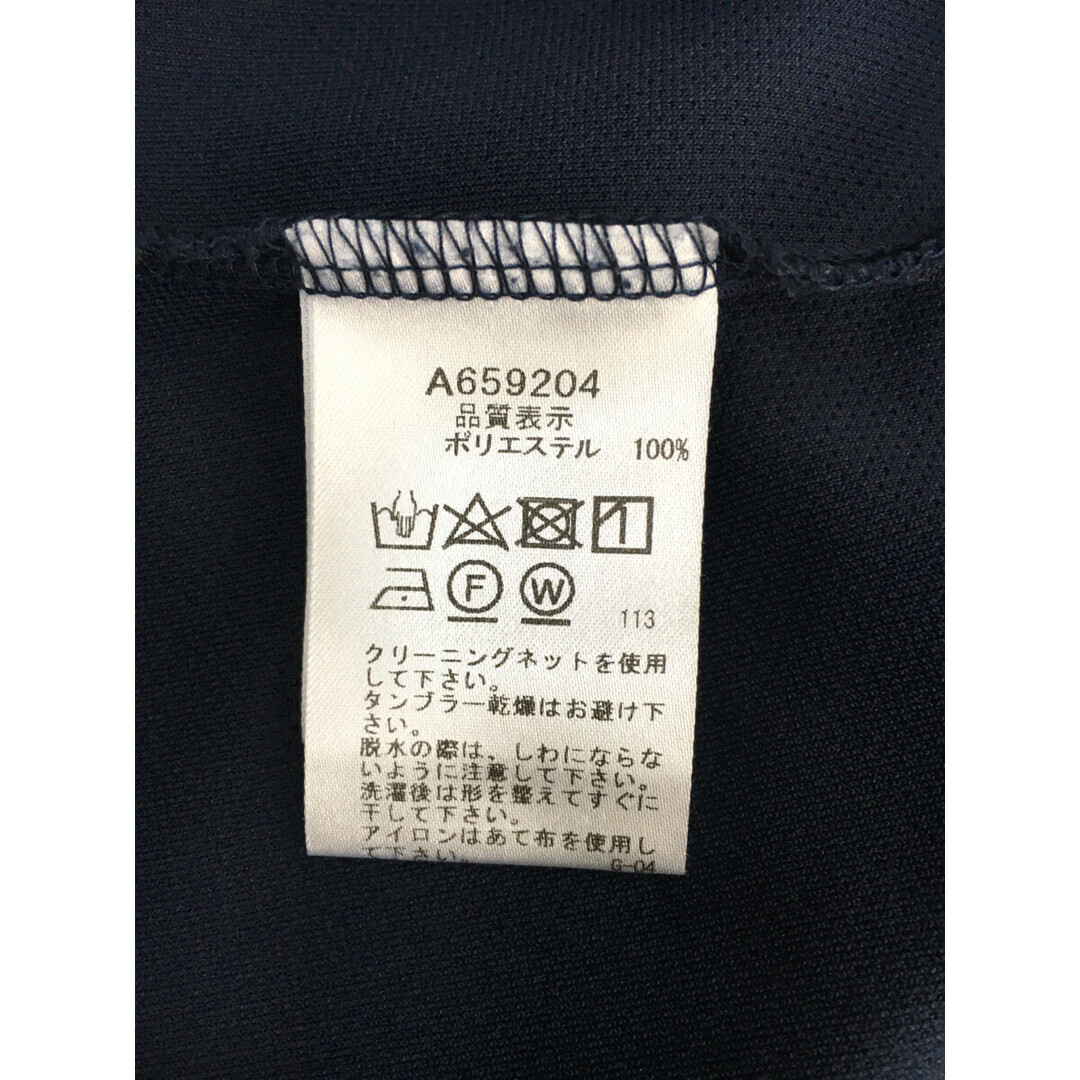 A659204
品質表示
ポリエステル 100%
F W 113
クリーニングネットを使用
して下さい。
タンブラー乾燥はお避け下
さい。
脱水の際は、しわにならな
いように注意して下さい。
洗濯後は形を整えてすぐに
干して下さい。
アイロンはあて布を使用し
て下さい。
G-04